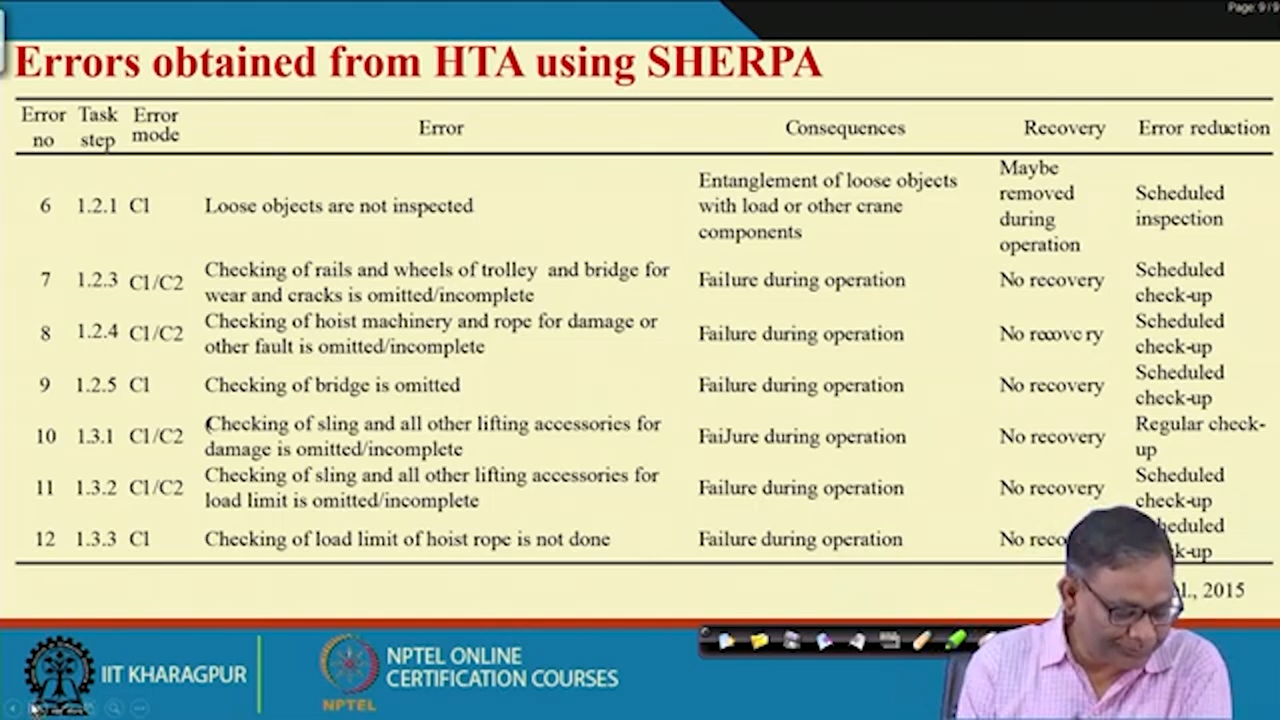 Page: 9 / 9
Errors obtained from HTA using SHERPA
Error no Task step Error mode Error Consequences Recovery Error reduction
6 1.2.1 C1 Loose objects are not inspected Entanglement of loose objects with load or other crane components Maybe removed during operation Scheduled inspection
7 1.2.3 C1/C2 Checking of rails and wheels of trolley and bridge for wear and cracks is omitted/incomplete Failure during operation No recovery Scheduled check-up
8 1.2.4 C1/C2 Checking of hoist machinery and rope for damage or other fault is omitted/incomplete Failure during operation No recovery Scheduled check-up
9 1.2.5 C1 Checking of bridge is omitted Failure during operation No recovery Scheduled check-up
10 1.3.1 C1/C2 Checking of sling and all other lifting accessories for damage is omitted/incomplete FaiJure during operation No recovery Regular check-up
11 1.3.2 C1/C2 Checking of sling and all other lifting accessories for load limit is omitted/incomplete Failure during operation No recovery Scheduled check-up
12 1.3.3 C1 Checking of load limit of hoist rope is not done Failure during operation No
2015
IIT KHARAGPUR
NPTEL
NPTEL ONLINE
CERTIFICATION COURSES